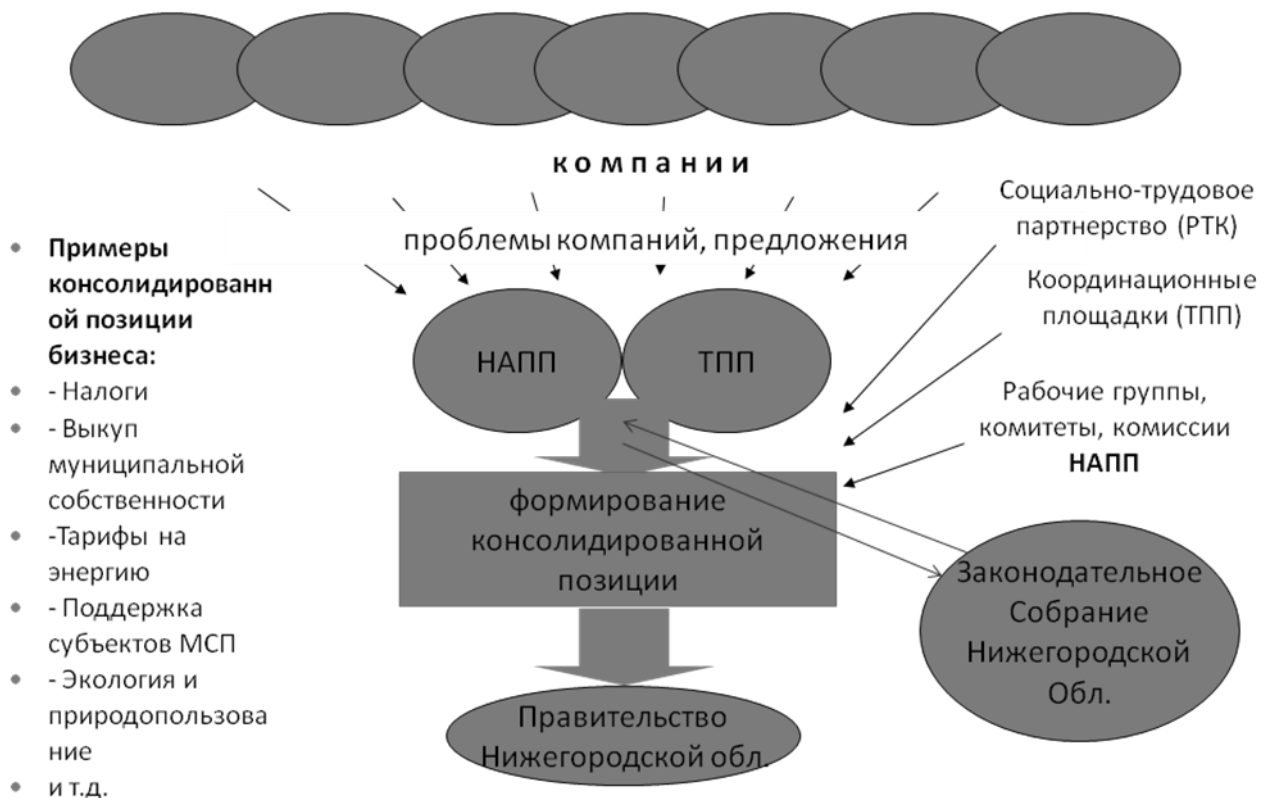 к о м п а н и и
проблемы компаний, предложения
Социально-трудовое
партнерство (РТК)
Координационные
площадки (ТПП)
Рабочие группы,
комитеты, комиссии
НАПП
Примеры
консолидированн
ой позиции
бизнеса:
- Налоги
- Выкуп
муниципальной
собственности
-Тарифы на
энергию
- Поддержка
субъектов МСП
- Экология и
природопользова
ние
и т.д.
НАПП
ТПП
формирование
консолидированной
позиции
Законодательное
Собрание
Нижегородской
Обл.
Правительство
Нижегородской обл.